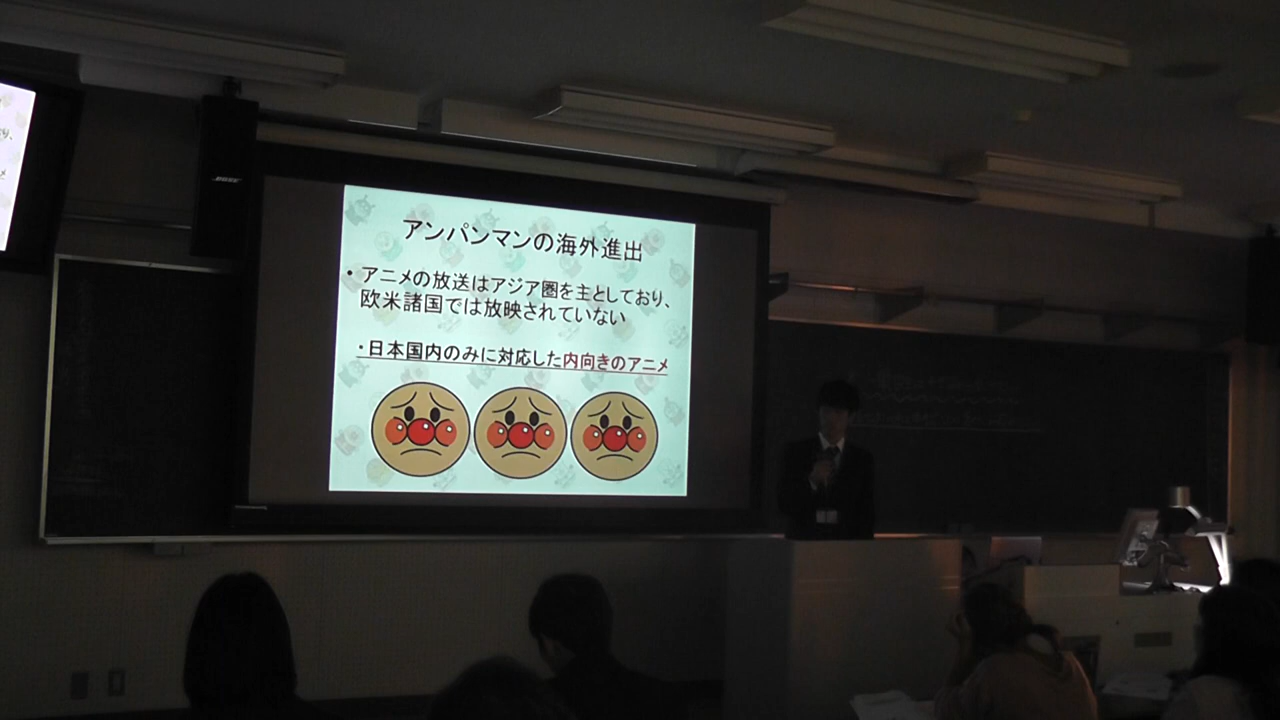 アンパンマンの海外進出
• アニメの放送はアジア圏を主としており、
欧米諸国では放映されていない
・日本国内のみに対応した内向きのアニメ
BOSE